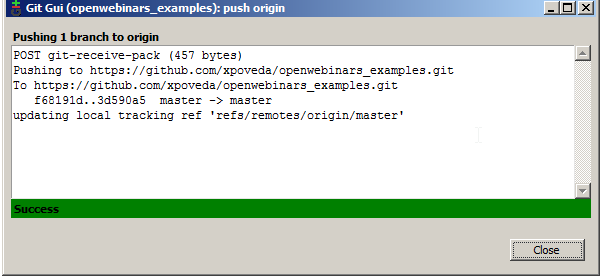 Git Gui (openwebinars_examples): push origin
Pushing 1 branch to origin
POST git-receive-pack (457 bytes)
Pushing to https://github.com/xpoveda/openwebinars_examples.git
To https://github.com/xpoveda/openwebinars_examples.git
   f68191d..3d590a5  master -> master
updating local tracking ref 'refs/remotes/origin/master'
Success
Close